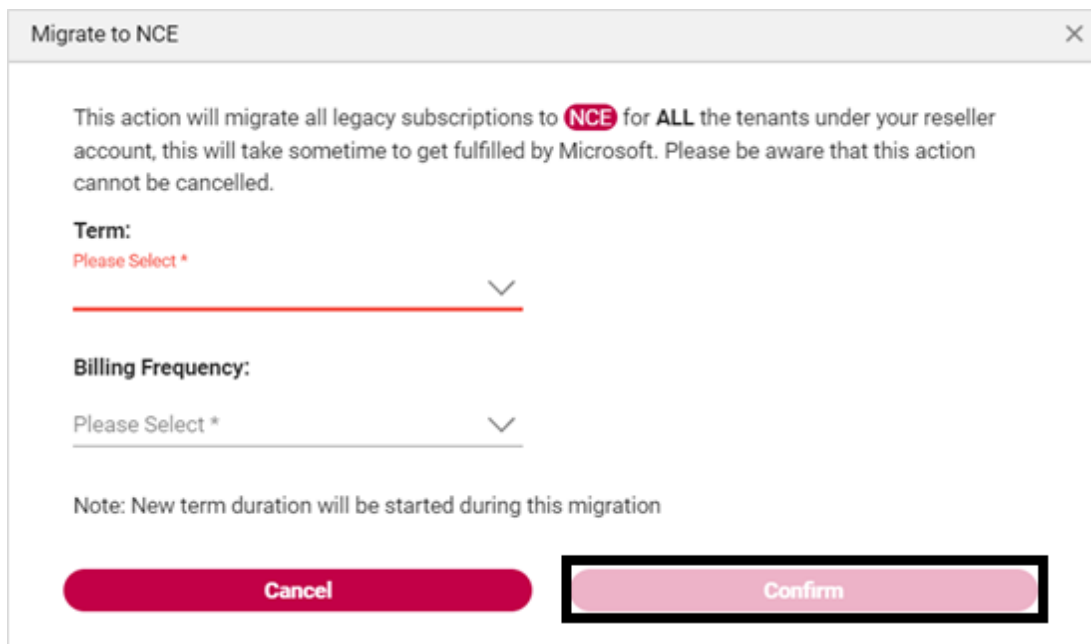 Migrate to NCE
This action will migrate all legacy subscriptions to NCE for ALL the tenants under your reseller
account, this will take sometime to get fulfilled by Microsoft. Please be aware that this action
cannot be cancelled.
Term:
Please Select *
Billing Frequency:
Please Select *
Note: New term duration will be started during this migration
Cancel Confirm